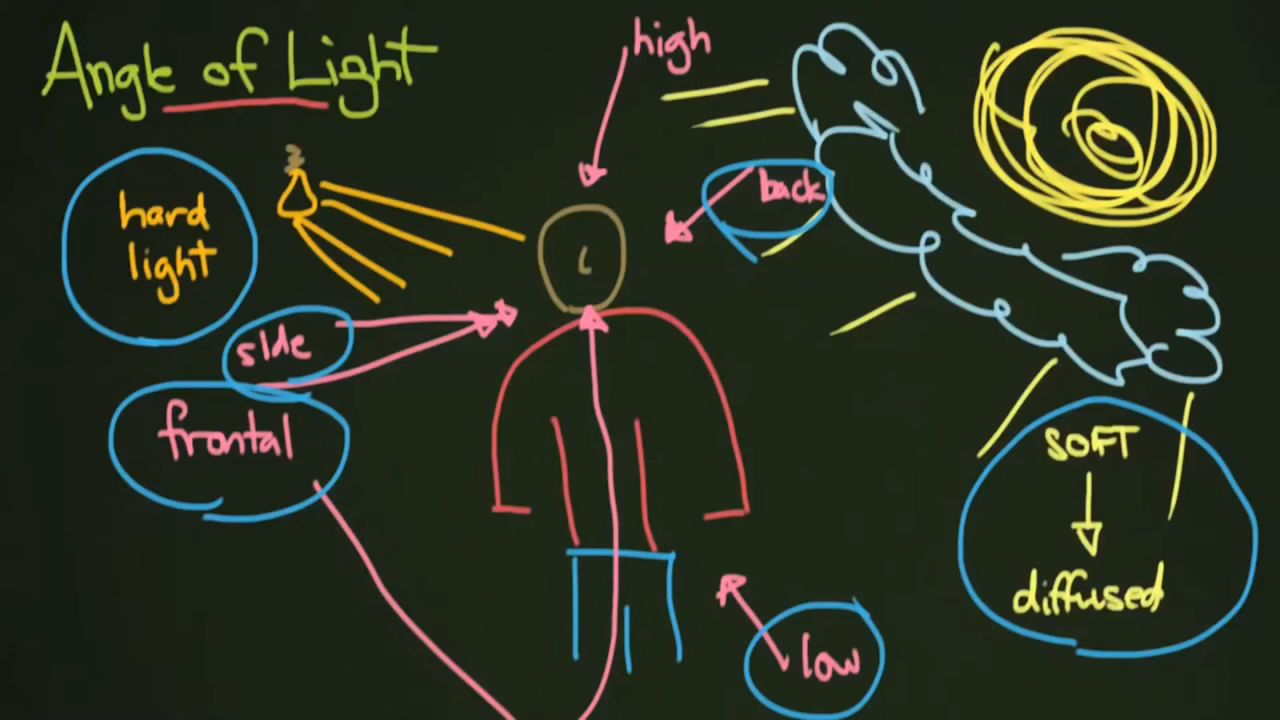 Angle of Light
high
back
hard
light
side
frontal
SOFT
diffused
low